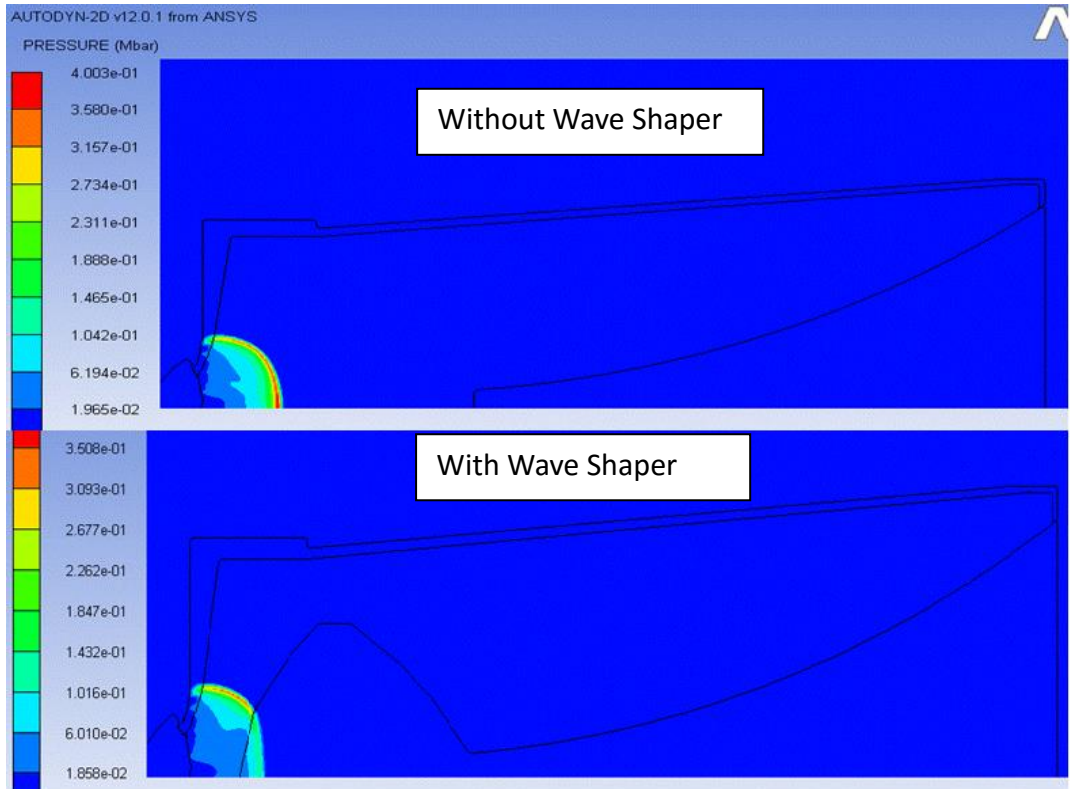 AUTODYN-2D v12.0.1 from ANSYS
PRESSURE (Mbar)
4.003e-01
3.580e-01
3.157e-01
2.734e-01
2.311e-01
1.888e-01
1.465e-01
1.042e-01
6.194e-02
1.965e-02
Without Wave Shaper
3.508e-01
3.093e-01
2.677e-01
2.262e-01
1.847e-01
1.432e-01
1.016e-01
6.010e-02
1.858e-02
With Wave Shaper